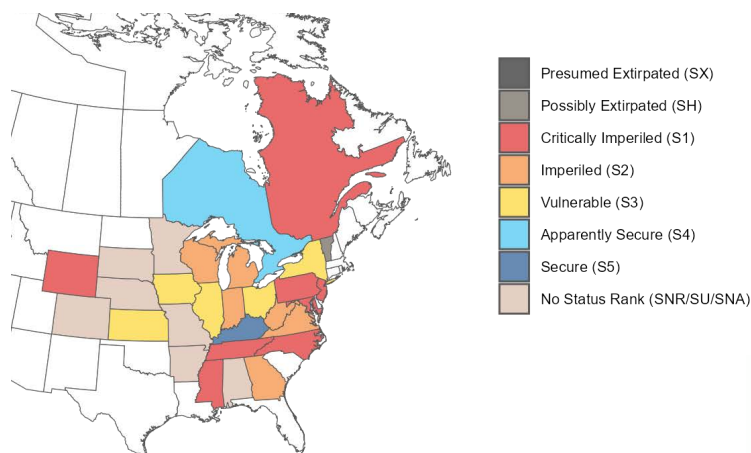 Presumed Extirpated (SX)
Possibly Extirpated (SH)
Critically Imperiled (S1)
Imperiled (S2)
Vulnerable (S3)
Apparently Secure (S4)
Secure (S5)
No Status Rank (SNR/SU/SNA)